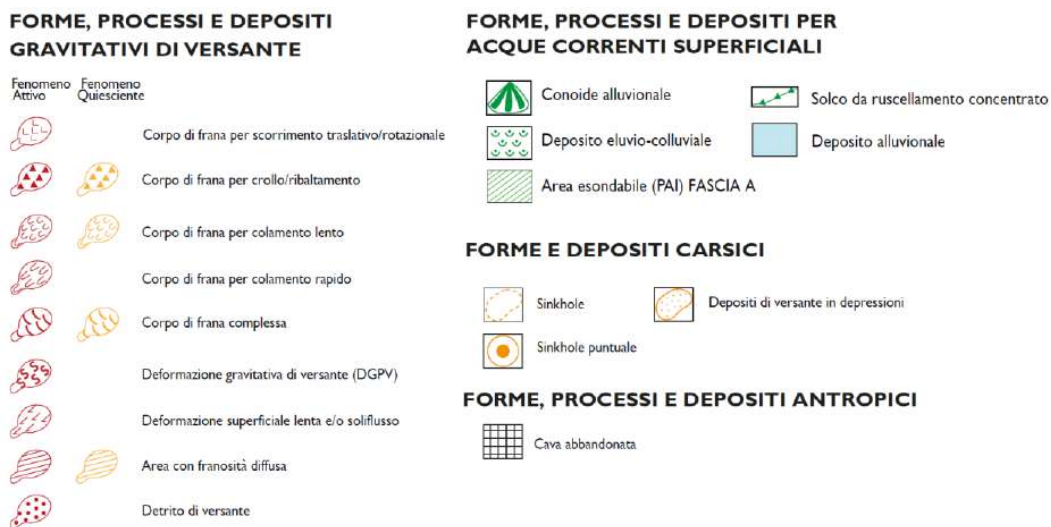 FORME, PROCESSI E DEPOSITI
GRAVITATIVI DI VERSANTE
Fenomeno Fenomeno
Attivo Quiesciente
Corpo di frana per scorrimento traslativo/rotazionale
Corpo di frana per crollo/ribaltamento
Corpo di frana per colamento lento
Corpo di frana per colamento rapido
Corpo di frana complessa
Deformazione gravitativa di versante (DGPV)
Deformazione superficiale lenta e/o soliflusso
Area con franosità diffusa
Detrito di versante
FORME, PROCESSI E DEPOSITI PER
ACQUE CORRENTI SUPERFICIALI
Conoide alluvionale
Solco da ruscellamento concentrato
Deposito eluvio-colluviale
Deposito alluvionale
Area esondabile (PAI) FASCIA A
FORME E DEPOSITI CARSICI
Sinkhole
Depositi di versante in depressioni
Sinkhole puntuale
FORME, PROCESSI E DEPOSITI ANTROPICI
Cava abbandonata